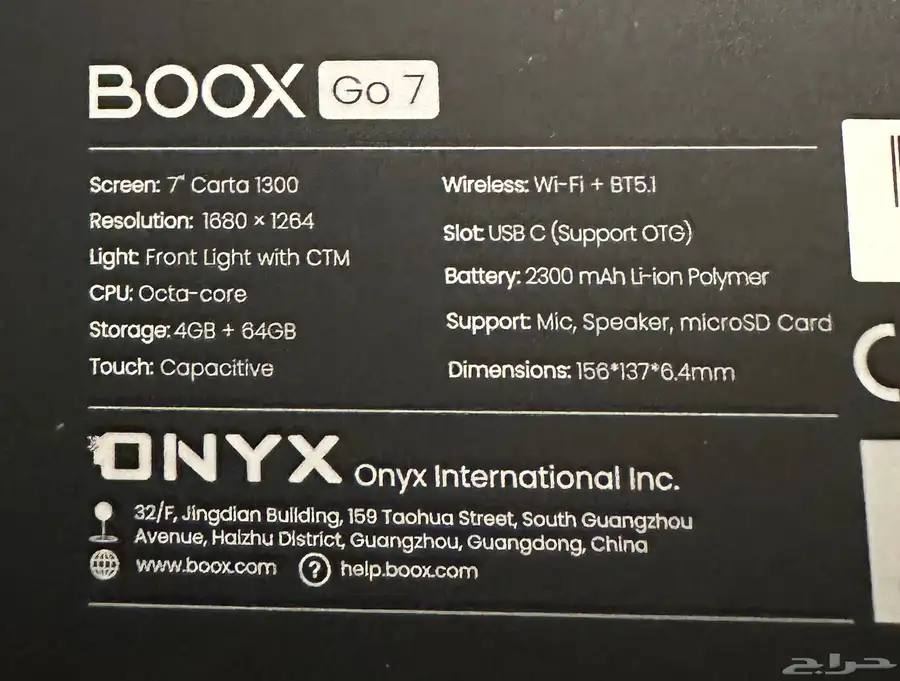 BOOX Go 7
Screen: 7" Carta 1300
Resolution: 1680 × 1264
Light: Front Light with CTM
CPU: Octa-core
Storage: 4GB + 64GB
Touch: Capacitive
Wireless: Wi-Fi + BT5.1
Slot: USB C (Support OTG)
Battery: 2300 mAh Li-ion Polymer
Support: Mic, Speaker, microSD Card
Dimensions: 156*137*6.4mm
ONYX Onyx International Inc.
32/F, Jingdian Building, 159 Taohua Street, South Guangzhou
Avenue, Haizhu District, Guangzhou, Guangdong, China
www.boox.com ? help.boox.com
حراج